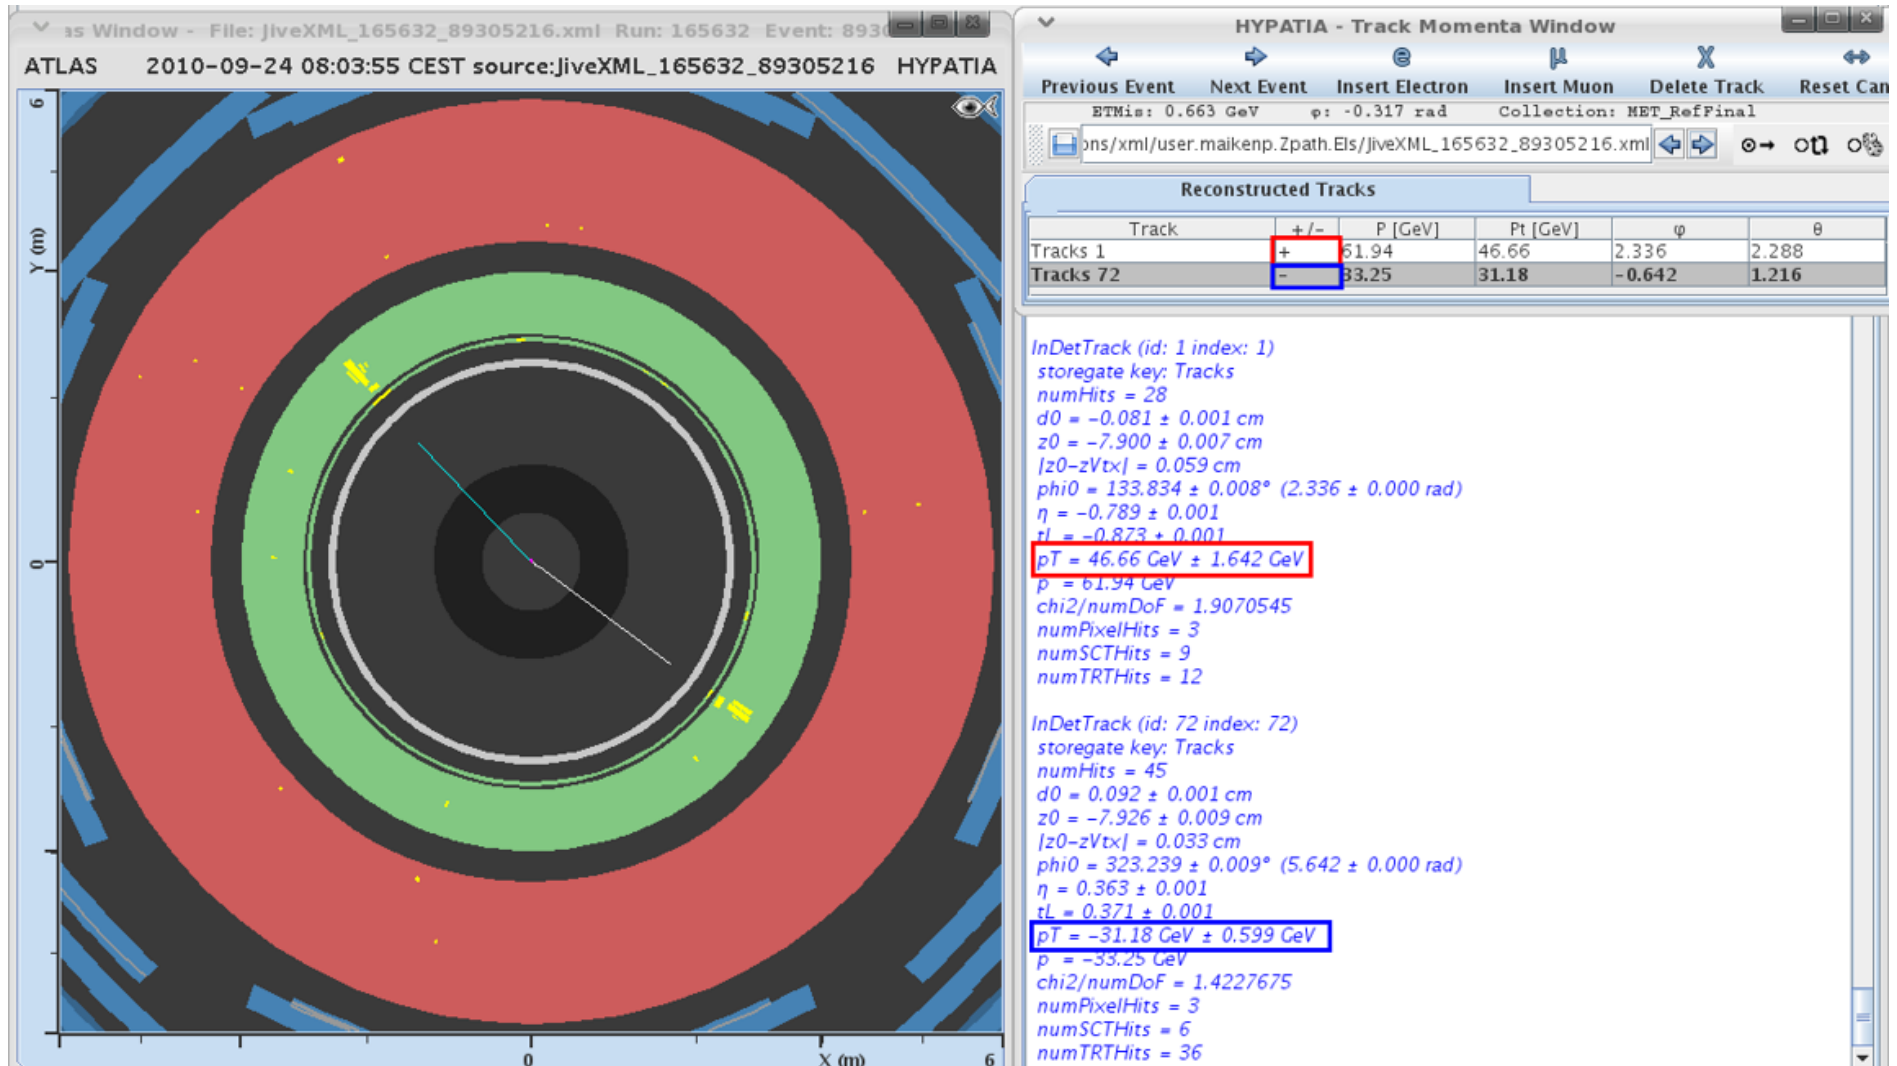 as Window - File: JiveXML_165632_89305216.xml Run: 165632 Event: 8930
ATLAS 2010-09-24 08:03:55 CEST source:JiveXML_165632_89305216 HYPATIA
6
Y (m)
0
0 X (m) 6
HYPATIA - Track Momenta Window
e μ X
Previous Event Next Event Insert Electron Insert Muon Delete Track Reset Can
ETMis: 0.663 GeV φ: -0.317 rad Collection: MET_RefFinal
ons/xml/user.maikenp.Zpath.Els/JiveXML_165632_89305216.xml
Reconstructed Tracks
Track +/- P [GeV] Pt [GeV] φ θ
Tracks 1 + 61.94 46.66 2.336 2.288
Tracks 72 - 33.25 31.18 -0.642 1.216
InDetTrack (id: 1 index: 1)
storegate key: Tracks
numHits = 28
d0 = -0.081 ± 0.001 cm
z0 = -7.900 ± 0.007 cm
|z0-zVtx| = 0.059 cm
phi0 = 133.834 ± 0.008° (2.336 ± 0.000 rad)
η = -0.789 ± 0.001
tL = -0.873 ± 0.001
pT = 46.66 GeV ± 1.642 GeV
p = 61.94 GeV
chi2/numDoF = 1.9070545
numPixelHits = 3
numSCTHits = 9
numTRTHits = 12
InDetTrack (id: 72 index: 72)
storegate key: Tracks
numHits = 45
d0 = 0.092 ± 0.001 cm
z0 = -7.926 ± 0.009 cm
|z0-zVtx| = 0.033 cm
phi0 = 323.239 ± 0.009° (5.642 ± 0.000 rad)
η = 0.363 ± 0.001
tL = 0.371 ± 0.001
pT = -31.18 GeV ± 0.599 GeV
p = -33.25 GeV
chi2/numDoF = 1.4227675
numPixelHits = 3
numSCTHits = 6
numTRTHits = 36